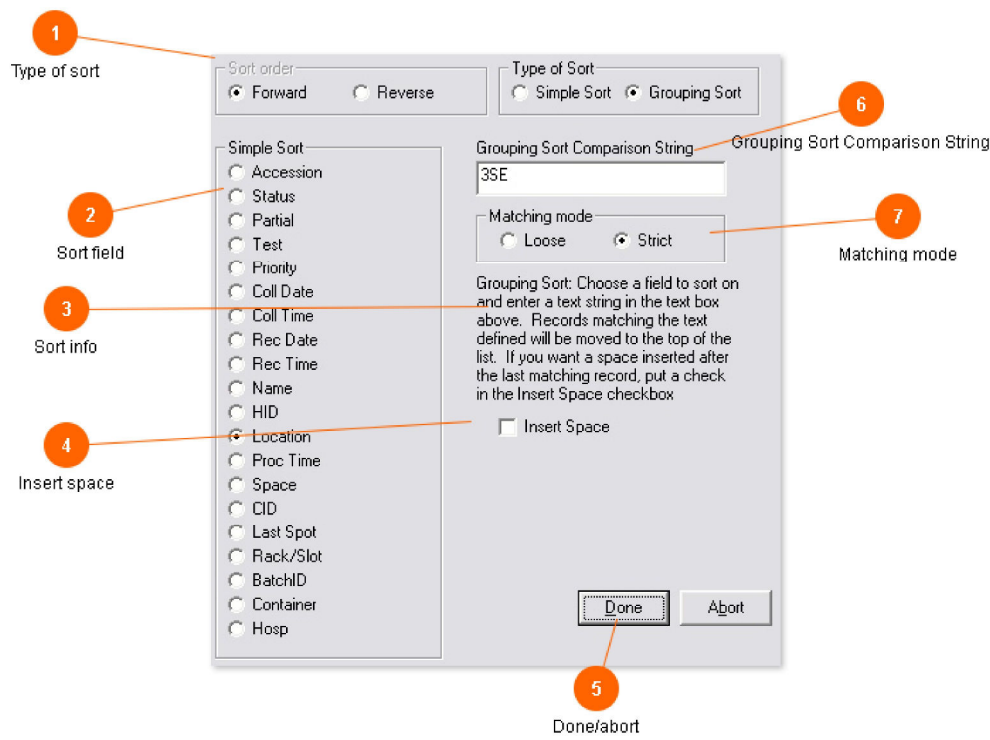 1
Type of sort
Sort order
Forward Reverse
Type of Sort
Simple Sort Grouping Sort
6
Grouping Sort Comparison String
Simple Sort
Accession
Status
Partial
Test
Priority
Coll Date
Coll Time
Rec Date
Rec Time
Name
HID
Location
Proc Time
Space
CID
Last Spot
Rack/Slot
BatchID
Container
Hosp
2
Sort field
3
Sort info
4
Insert space
Grouping Sort Comparison String
3SE
Matching mode
Loose Strict
7
Matching mode
Grouping Sort: Choose a field to sort on
and enter a text string in the text box
above. Records matching the text
defined will be moved to the top of the
list. If you want a space inserted after
the last matching record, put a check
in the Insert Space checkbox
Insert Space
Done Abort
5
Done/abort